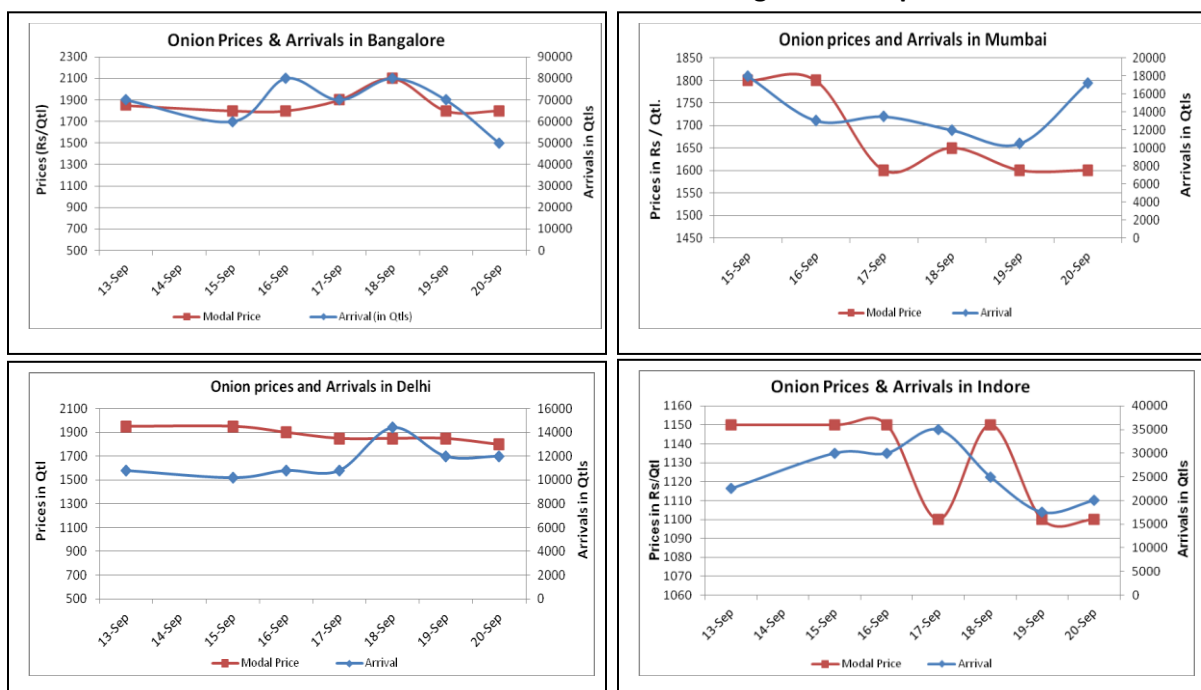 Onion Prices & Arrivals in Bangalore
Prices (Rs/Qtl)
2300
2100
1900
1700
1500
1300
1100
900
700
500
90000
80000
70000
60000
50000
40000
30000
20000
10000
0
Arrivals in Qtls
13-Sep
14-Sep
15-Sep
16-Sep
17-Sep
18-Sep
19-Sep
20-Sep
Modal Price
Arrival (in Qtls)
Onion prices and Arrivals in Mumbai
Prices in Rs / Qtl.
1850
1800
1750
1700
1650
1600
1550
1500
1450
20000
18000
16000
14000
12000
10000
8000
6000
4000
2000
0
Arrivals in Qtls
15-Sep
16-Sep
17-Sep
18-Sep
19-Sep
20-Sep
Modal Price
Arrival
Onion prices and Arrivals in Delhi
Prices in Qtl
2100
1900
1700
1500
1300
1100
900
700
500
16000
14000
12000
10000
8000
6000
4000
2000
0
Arrivals in Qtls
13-Sep
14-Sep
15-Sep
16-Sep
17-Sep
18-Sep
19-Sep
20-Sep
Modal Price
Arrival
Onion Prices & Arrivals in Indore
Prices in Rs/Qtl
1160
1150
1140
1130
1120
1110
1100
1090
1080
1070
1060
40000
35000
30000
25000
20000
15000
10000
5000
0
Arrivals in Qtls
13-Sep
14-Sep
15-Sep
16-Sep
17-Sep
18-Sep
19-Sep
20-Sep
Modal Price
Arrival